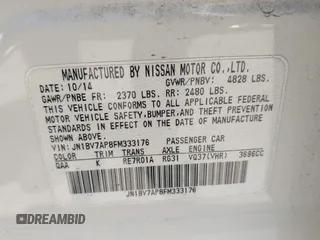 MANUFACTURED BY NISSAN MOTOR CO.,LTD.
DATE: 10/14 GVWR/PNBV: 4828 LBS.
GAWR/PNBE FR: 2370 LBS. RR: 2480 LBS.
THIS VEHICLE CONFORMS TO ALL APPLICABLE FEDERAL
MOTOR VEHICLE SAFETY,BUMPER,AND THEFT PREVENTION
STANDARDS IN EFFECT ON THE DATE OF MANUFACTURE
SHOWN ABOVE.
VIN: JN1BV7AP8FM333176 PASSENGER CAR
COLOR TRIM TRANS AXLE ENGINE
QAA K RE7R01A RG31 VQ37(VHR) 3696CC
JN1BV7AP8FM333176
DREAMBID